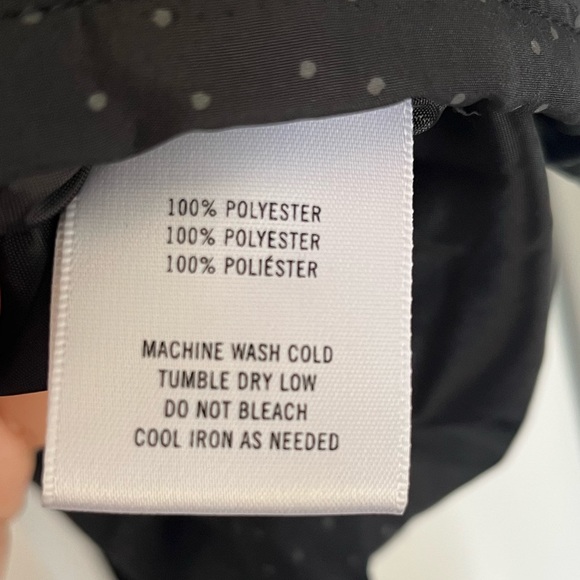 100% POLYESTER
100% POLYESTER
100% POLIÉSTER
MACHINE WASH COLD
TUMBLE DRY LOW
DO NOT BLEACH
COOL IRON AS NEEDED